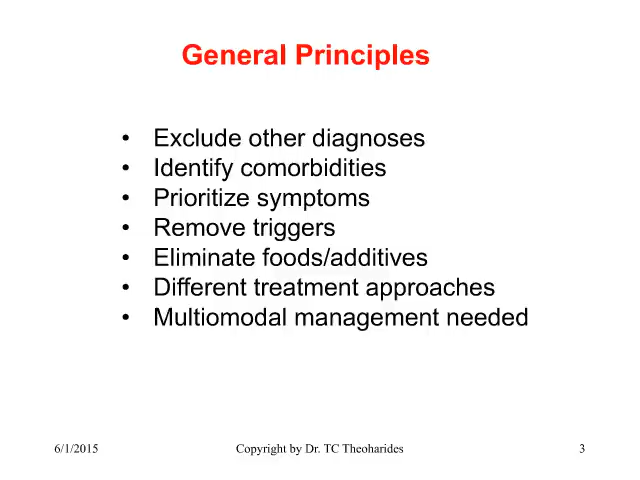 General Principles
• Exclude other diagnoses
• Identify comorbidities
• Prioritize symptoms
• Remove triggers
• Eliminate foods/additives
• Different treatment approaches
• Multiomodal management needed
6/1/2015 Copyright by Dr. TC Theoharides 3